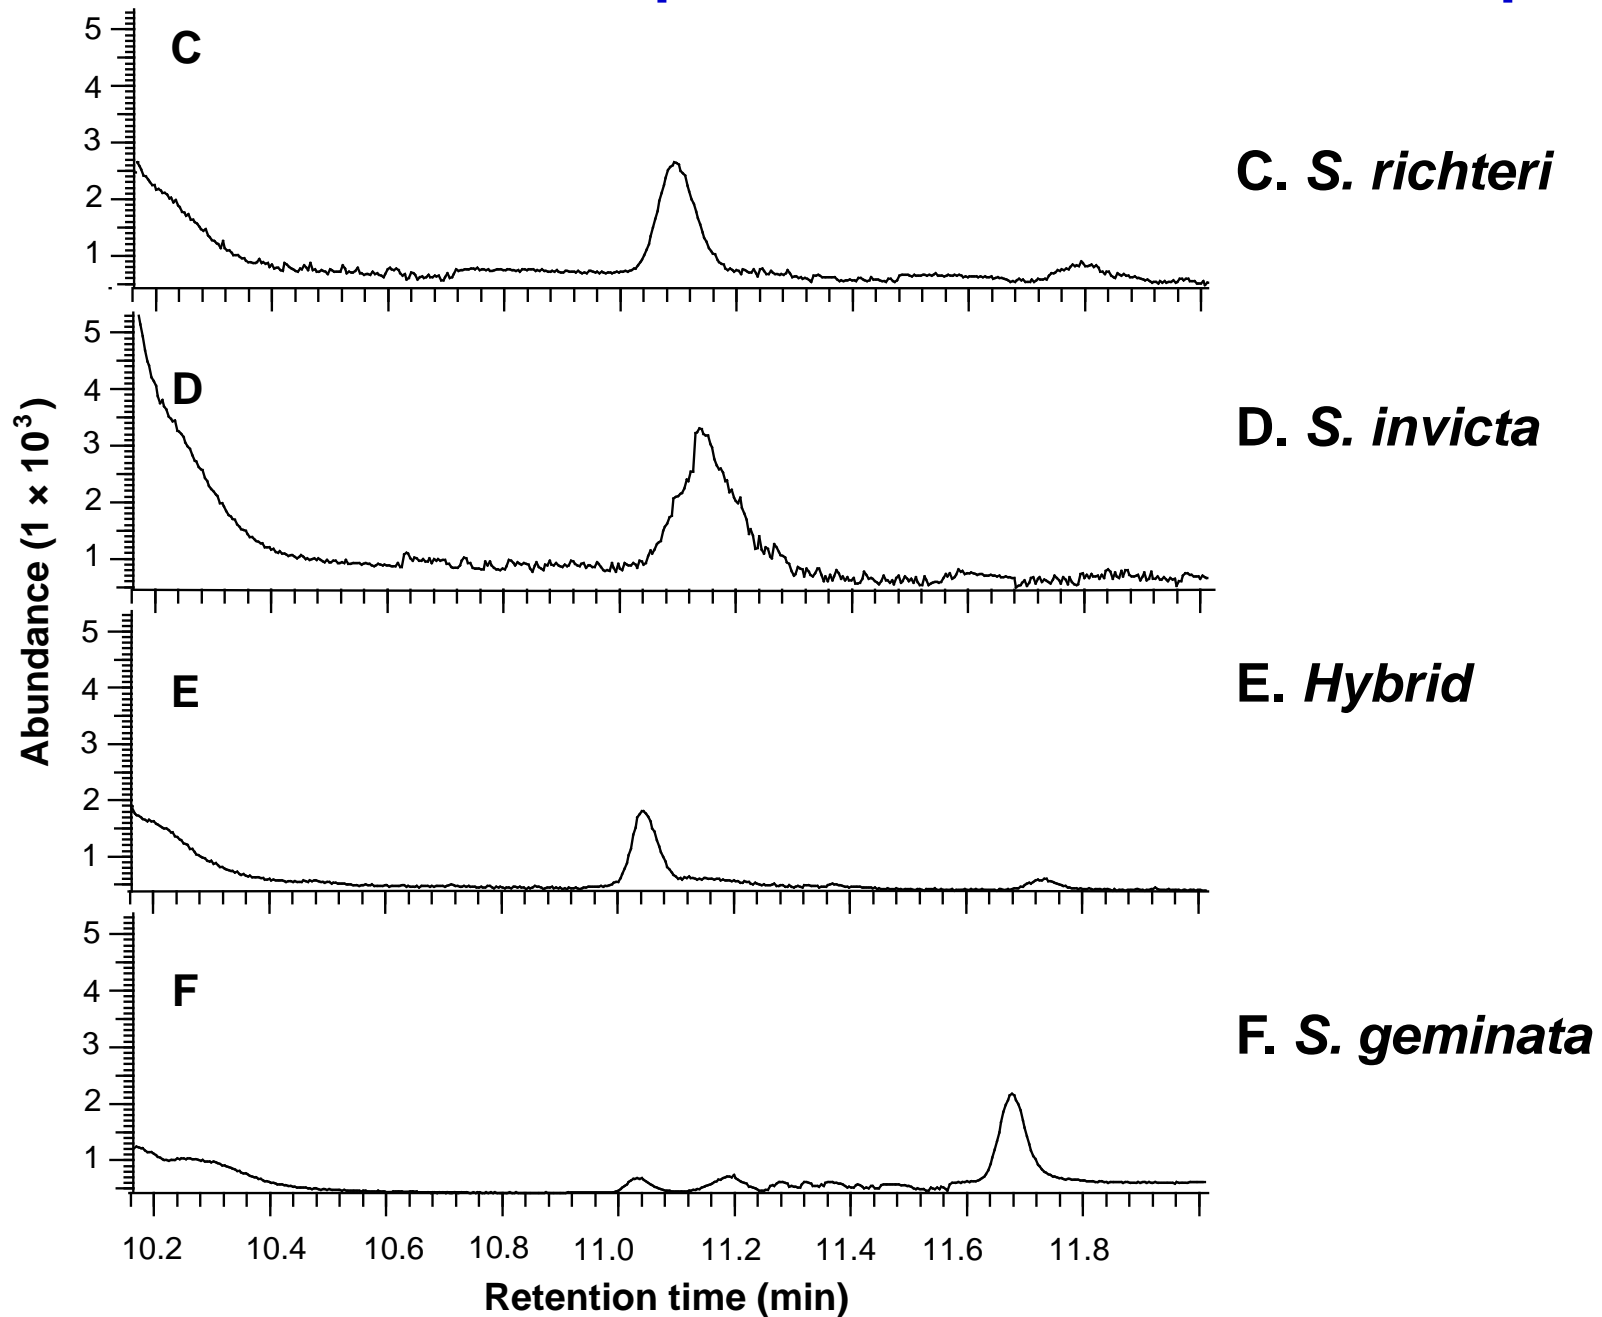 C
5
4
3
2
1
C. S. richteri
D
5
4
3
2
1
D. S. invicta
Abundance (1 × 10³)
E
5
4
3
2
1
E. Hybrid
F
5
4
3
2
1
F. S. geminata
10.2 10.4 10.6 10.8 11.0 11.2 11.4 11.6 11.8
Retention time (min)